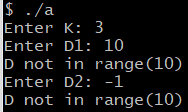 $ ./a
Enter K: 3
Enter D1: 10
D not in range(10)
Enter D2: -1
D not in range(10)